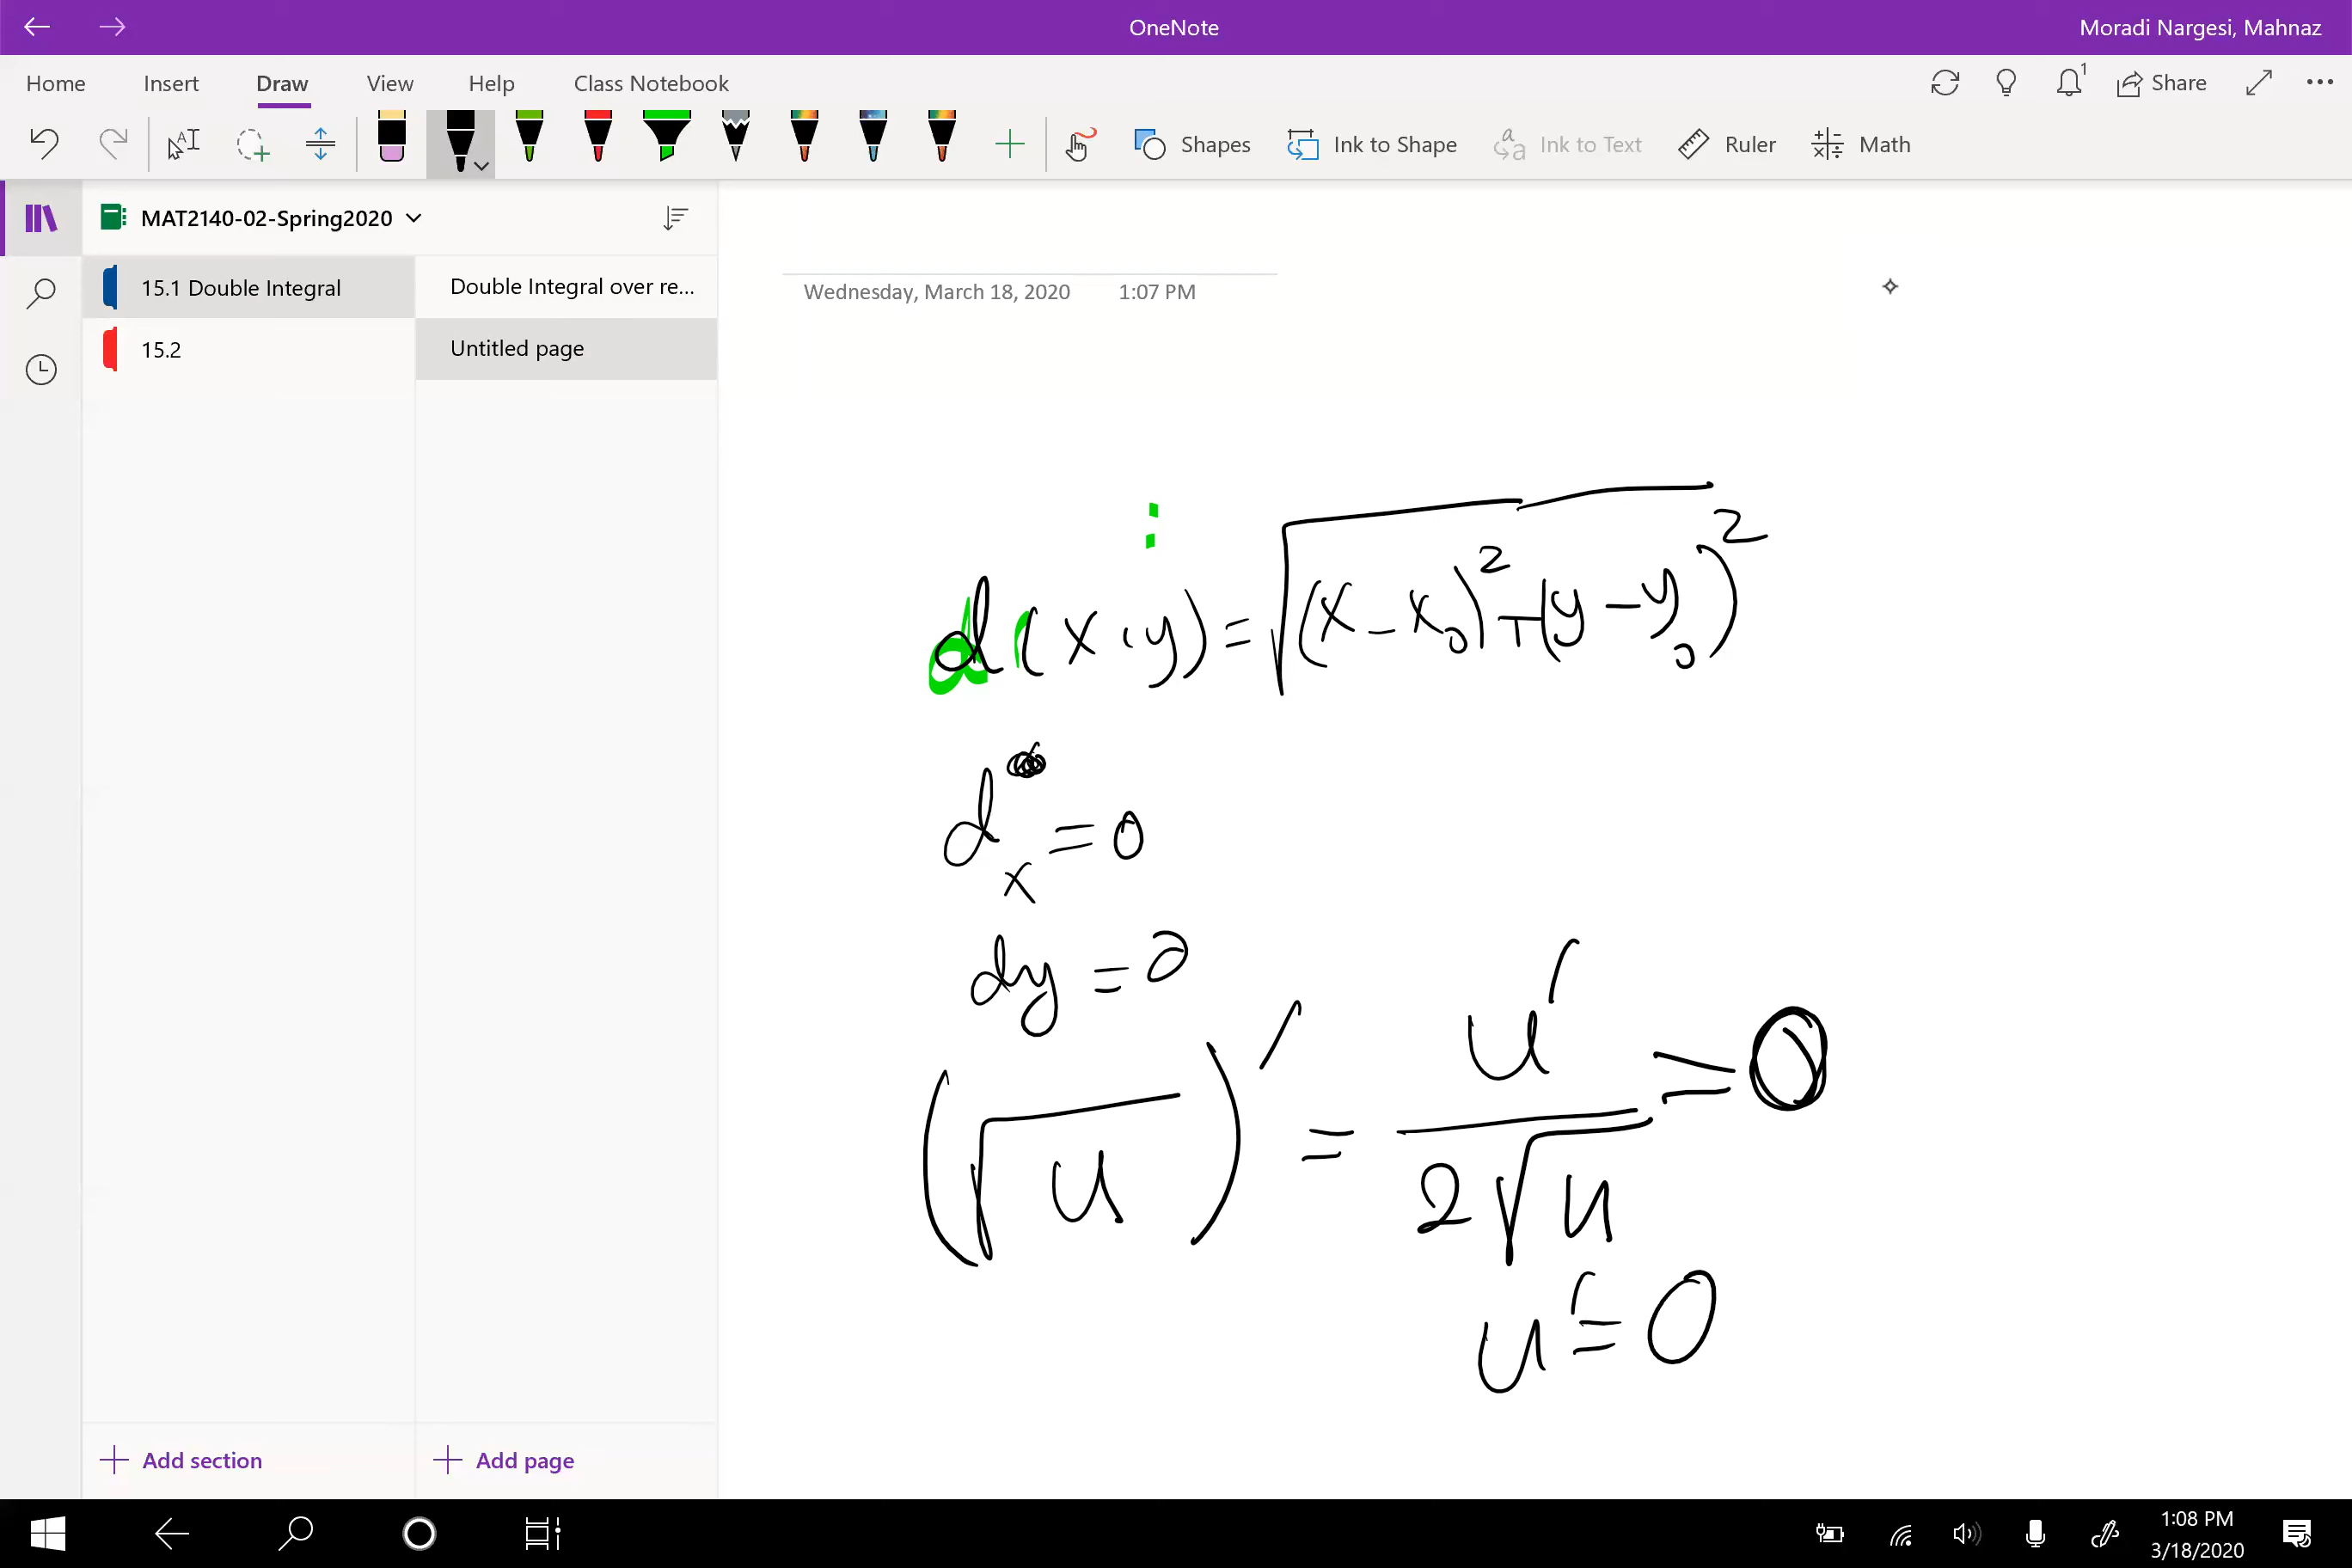 OneNote
Moradi Nargesi, Mahnaz
Home Insert Draw View Help Class Notebook
1 Share
Shapes Ink to Shape Ink to Text Ruler Math
MAT2140-02-Spring2020
15.1 Double Integral
15.2
Double Integral over re...
Untitled page
Wednesday, March 18, 2020 1:07 PM
d(x,y) = √((x - x₀)² + (y - y₀)²)
dₓ = 0
dy = 0
(√u)′ = u′/(2√u) = 0
u′ = 0
Add section
Add page
1:08 PM
3/18/2020